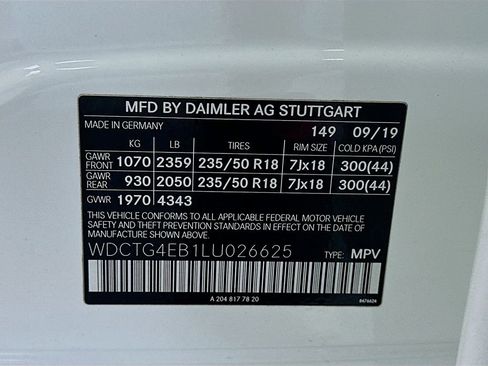 MFD BY DAIMLER AG STUTTGART
MADE IN GERMANY 149 09/19
KG LB TIRES RIM SIZE COLD KPA (PSI)
GAWR FRONT 1070 2359 235/50 R18 7Jx18 300(44)
GAWR REAR 930 2050 235/50 R18 7Jx18 300(44)
GVWR 1970 4343
THIS VEHICLE CONFORMS TO ALL APPLICABLE FEDERAL MOTOR VEHICLE
SAFETY AND THEFT PREVENTION STANDARDS IN EFFECT ON THE DATE OF
MANUFACTURE SHOWN ABOVE.
WDCTG4EB1LU026625 TYPE: MPV
A 204 817 78 20